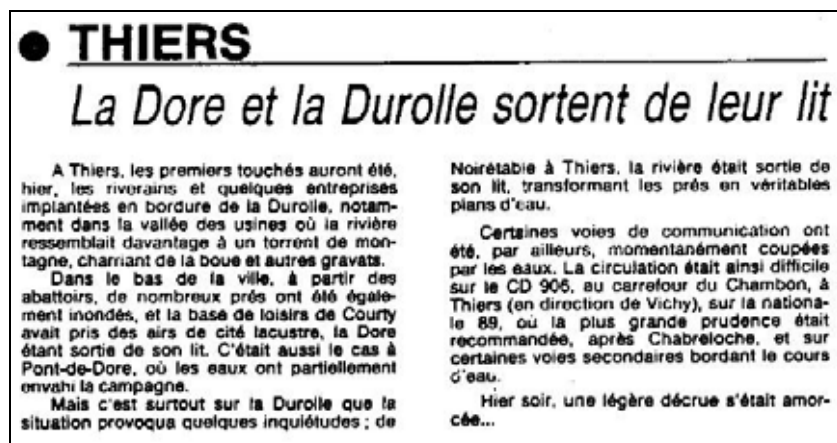 ● THIERS
La Dore et la Durolle sortent de leur lit
A Thiers, les premiers touchés auront été,
hier, les riverains et quelques entreprises
implantées en bordure de la Durolle, notam-
ment dans la vallée des usines où la rivière
ressemblait davantage à un torrent de mon-
tagne, charriant de la boue et autres gravats.
Dans le bas de la ville, à partir des
abattoirs, de nombreux prés ont été égale-
ment inondés, et la base de loisirs de Courty
avait pris des airs de cité lacustre, la Dore
étant sortie de son lit. C'était aussi le cas à
Pont-de-Dore, où les eaux ont partiellement
envahi la campagne.
Mais c'est surtout sur la Durolle que la
situation provoqua quelques inquiétudes ; de
Noirétable à Thiers, la rivière était sortie de
son lit, transformant les prés en véritables
plans d'eau.
Certaines voies de communication ont
été, par ailleurs, momentanément coupées
par les eaux. La circulation était ainsi difficile
sur le CD 906, au carrefour du Chambon, à
Thiers (en direction de Vichy), sur la nationa-
le 89, où la plus grande prudence était
recommandée, après Chabreloche, et sur
certaines voies secondaires bordant le cours
d'eau.
Hier soir, une légère décrue s'était amor-
cée...